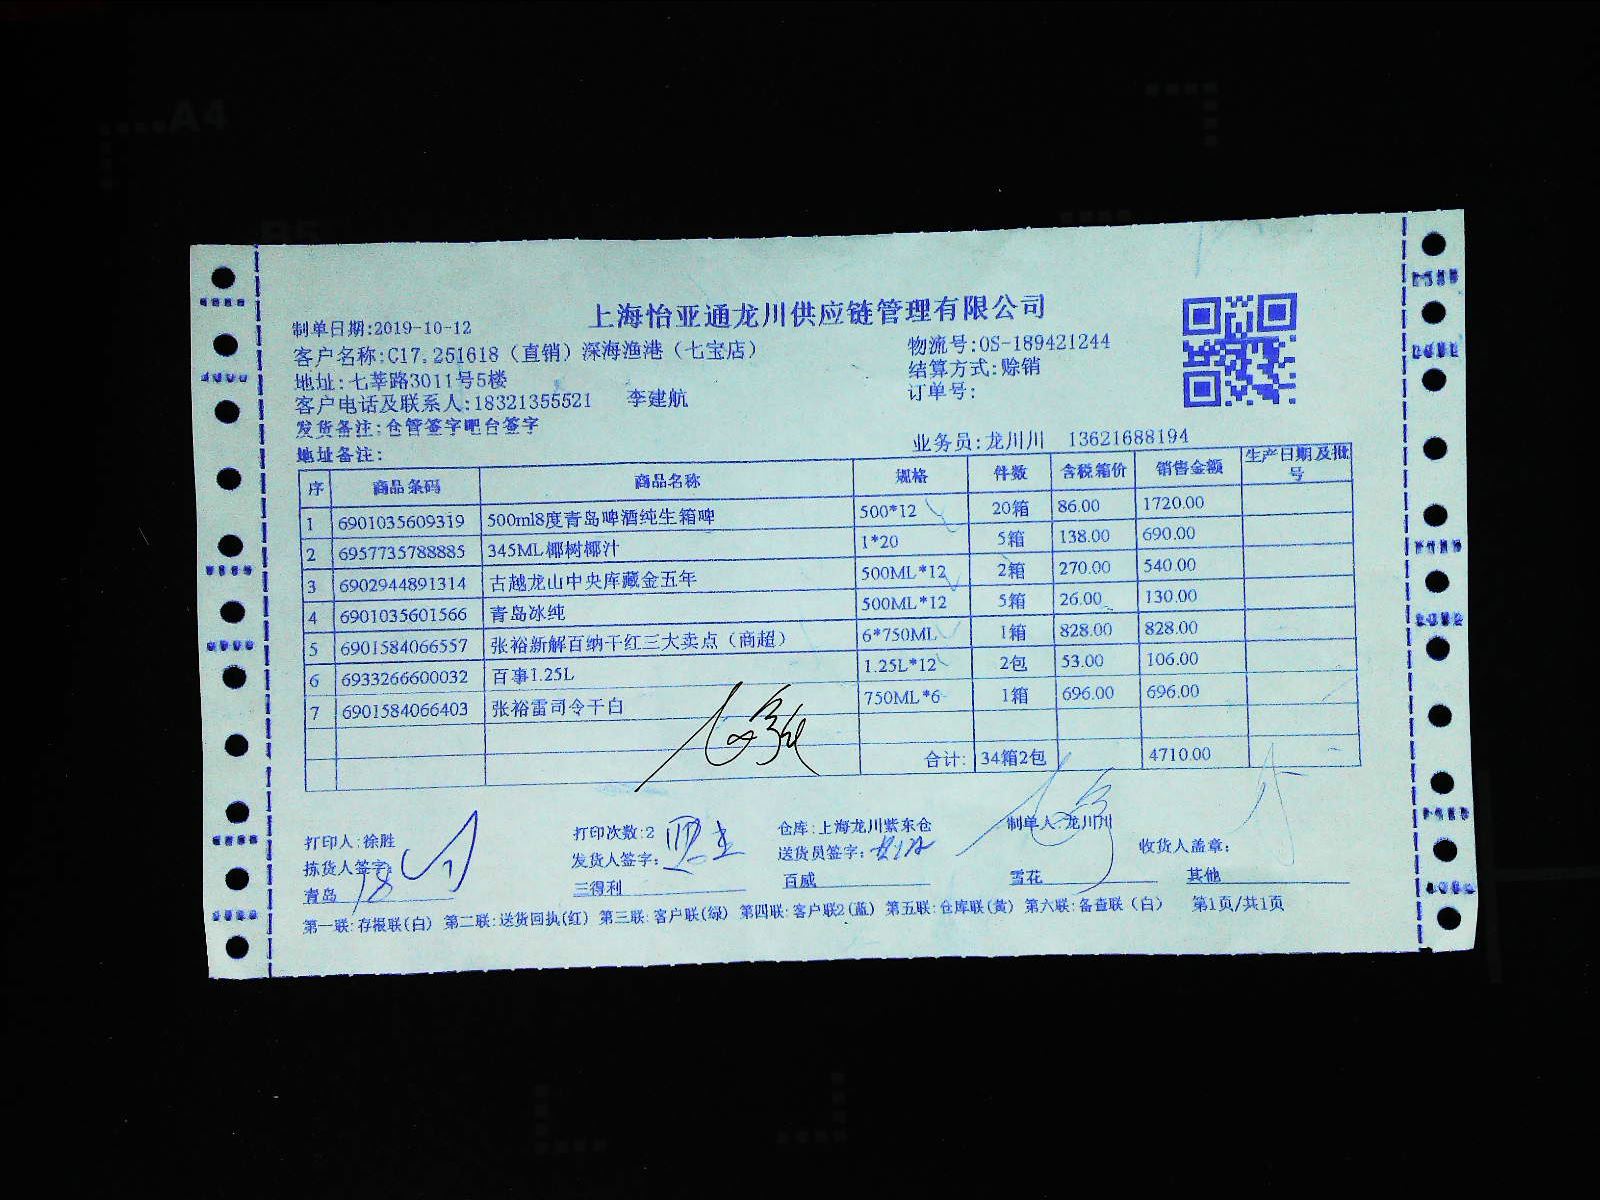 上海怡亚通龙川供应链管理有限公司
制单日期:2019-10-12
客户名称:C17.251618（直销）深海渔港（七宝店） 物流号:OS-189421244
地址:七莘路3011号5楼 结算方式:赊销
客户电话及联系人:18321355521 李建航 订单号:
发货备注:仓管签字吧台签字
地址备注: 业务员:龙川川 13621688194
序 商品条码 商品名称 规格 件数 含税箱价 销售金额 生产日期及批号
1 6901035609319 500ml8度青岛啤酒纯生箱啤 500*12 20箱 86.00 1720.00
2 6957735788885 345ML椰树椰汁 1*20 5箱 138.00 690.00
3 6902944891314 古越龙山中央库藏金五年 500ML*12 2箱 270.00 540.00
4 6901035601566 青岛冰纯 500ML*12 5箱 26.00 130.00
5 6901584066557 张裕新解百纳干红三大卖点（商超） 6*750ML 1箱 828.00 828.00
6 6933266600032 百事1.25L 1.25L*12 2包 53.00 106.00
7 6901584066403 张裕雷司令干白 750ML*6 1箱 696.00 696.00
合计: 34箱2包 4710.00
打印人:徐胜 打印次数:2 仓库:上海龙川紫东仓 制单人:龙川川
拣货人签字: 发货人签字: 送货员签字: 收货人盖章:
青岛 18 三得利 百威 雪花 其他
第一联:存根联(白) 第二联:送货回执(红) 第三联:客户联(绿) 第四联:客户联2(蓝) 第五联:仓库联(黄) 第六联:备查联（白） 第1页/共1页